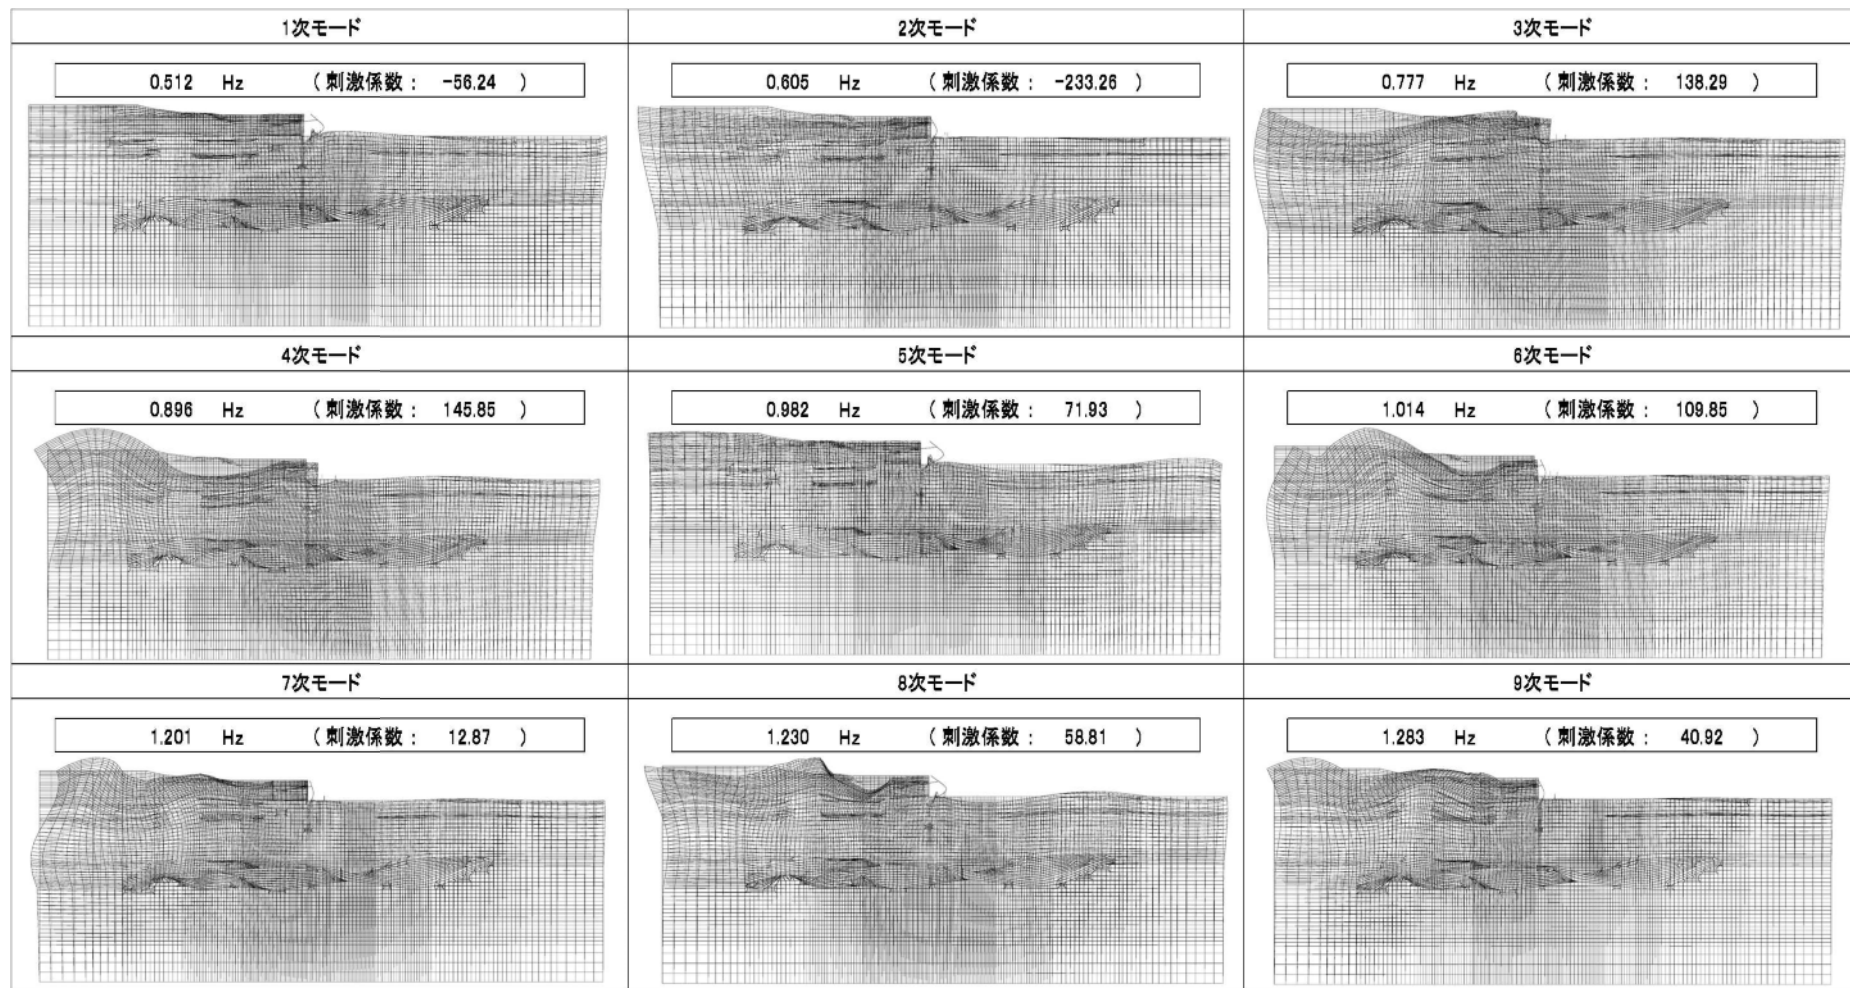 1次モード
2次モード
3次モード
0.512 Hz (刺激係数: -56.24 )
0.605 Hz (刺激係数: -233.26 )
0.777 Hz (刺激係数: 138.29 )
4次モード
5次モード
6次モード
0.896 Hz (刺激係数: 145.85 )
0.982 Hz (刺激係数: 71.93 )
1.014 Hz (刺激係数: 109.85 )
7次モード
8次モード
9次モード
1.201 Hz (刺激係数: 12.87 )
1.230 Hz (刺激係数: 58.81 )
1.283 Hz (刺激係数: 40.92 )